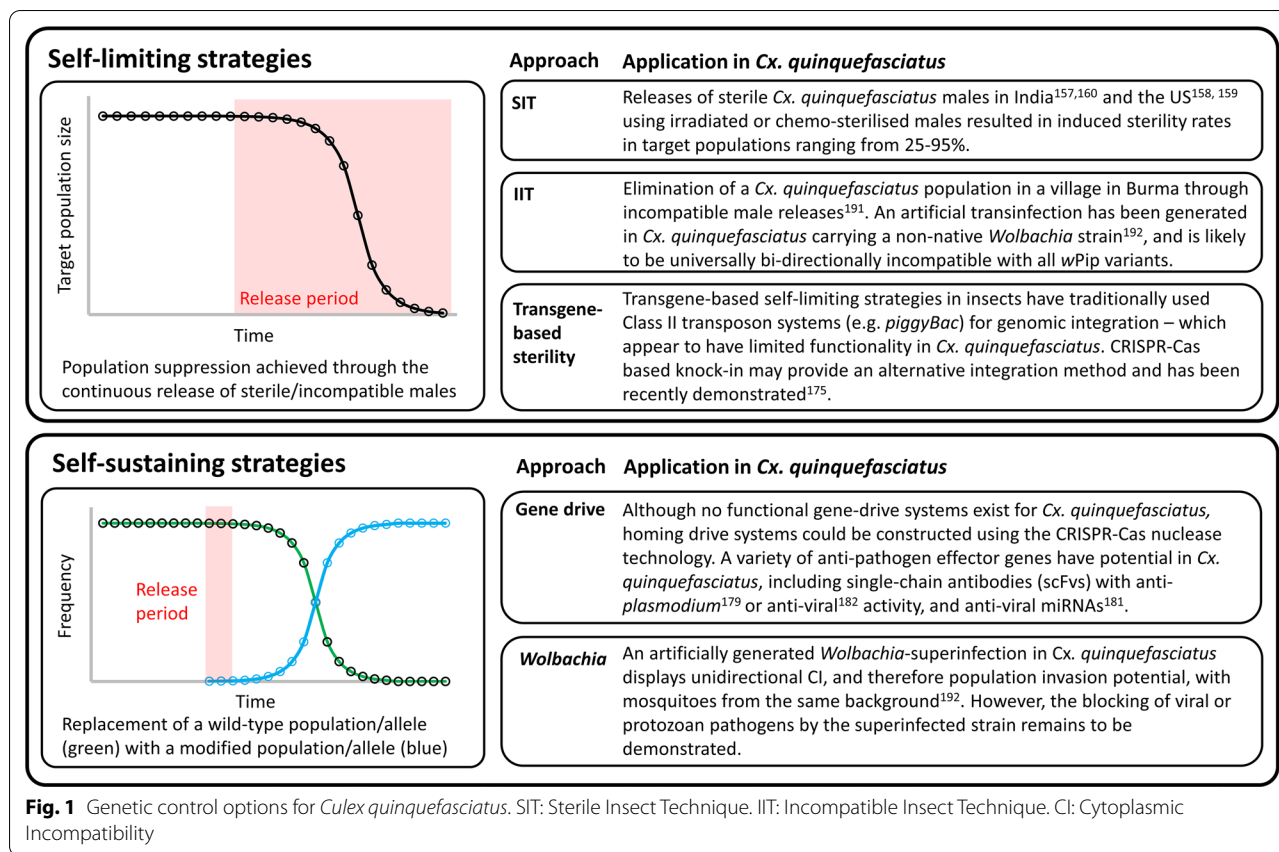 Self-limiting strategies
Target population size
Release period
Time
Population suppression achieved through the
continuous release of sterile/incompatible males
Approach Application in Cx. quinquefasciatus
SIT
Releases of sterile Cx. quinquefasciatus males in India157,160 and the US158, 159
using irradiated or chemo-sterilised males resulted in induced sterility rates
in target populations ranging from 25-95%.
IIT
Elimination of a Cx. quinquefasciatus population in a village in Burma through
incompatible male releases191. An artificial transinfection has been generated
in Cx. quinquefasciatus carrying a non-native Wolbachia strain192, and is likely
to be universally bi-directionally incompatible with all wPip variants.
Transgene-
based
sterility
Transgene-based self-limiting strategies in insects have traditionally used
Class II transposon systems (e.g. piggyBac) for genomic integration – which
appear to have limited functionality in Cx. quinquefasciatus. CRISPR-Cas
based knock-in may provide an alternative integration method and has been
recently demonstrated175.
Self-sustaining strategies
Frequency
Release
period
Time
Replacement of a wild-type population/allele
(green) with a modified population/allele (blue)
Approach Application in Cx. quinquefasciatus
Gene drive
Although no functional gene-drive systems exist for Cx. quinquefasciatus,
homing drive systems could be constructed using the CRISPR-Cas nuclease
technology. A variety of anti-pathogen effector genes have potential in Cx.
quinquefasciatus, including single-chain antibodies (scFvs) with anti-
plasmodium179 or anti-viral182 activity, and anti-viral miRNAs181.
Wolbachia
An artificially generated Wolbachia-superinfection in Cx. quinquefasciatus
displays unidirectional CI, and therefore population invasion potential, with
mosquitoes from the same background192. However, the blocking of viral or
protozoan pathogens by the superinfected strain remains to be
demonstrated.
Fig. 1 Genetic control options for Culex quinquefasciatus. SIT: Sterile Insect Technique. IIT: Incompatible Insect Technique. CI: Cytoplasmic
Incompatibility